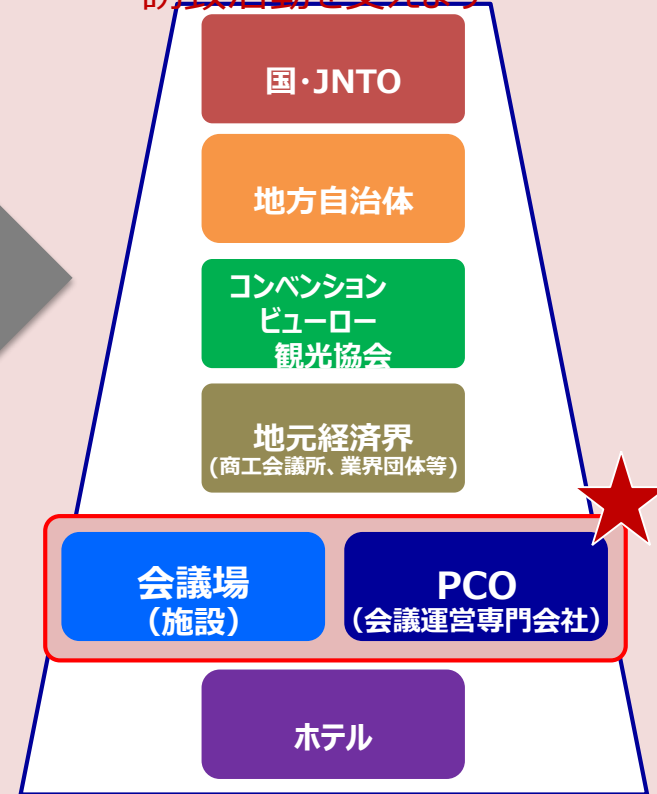 国・JNTO
地方自治体
コンベンション
ビューロー
観光協会
地元経済界
(商工会議所、業界団体等)
会議場
（施設）
PCO
（会議運営専門会社）
ホテル